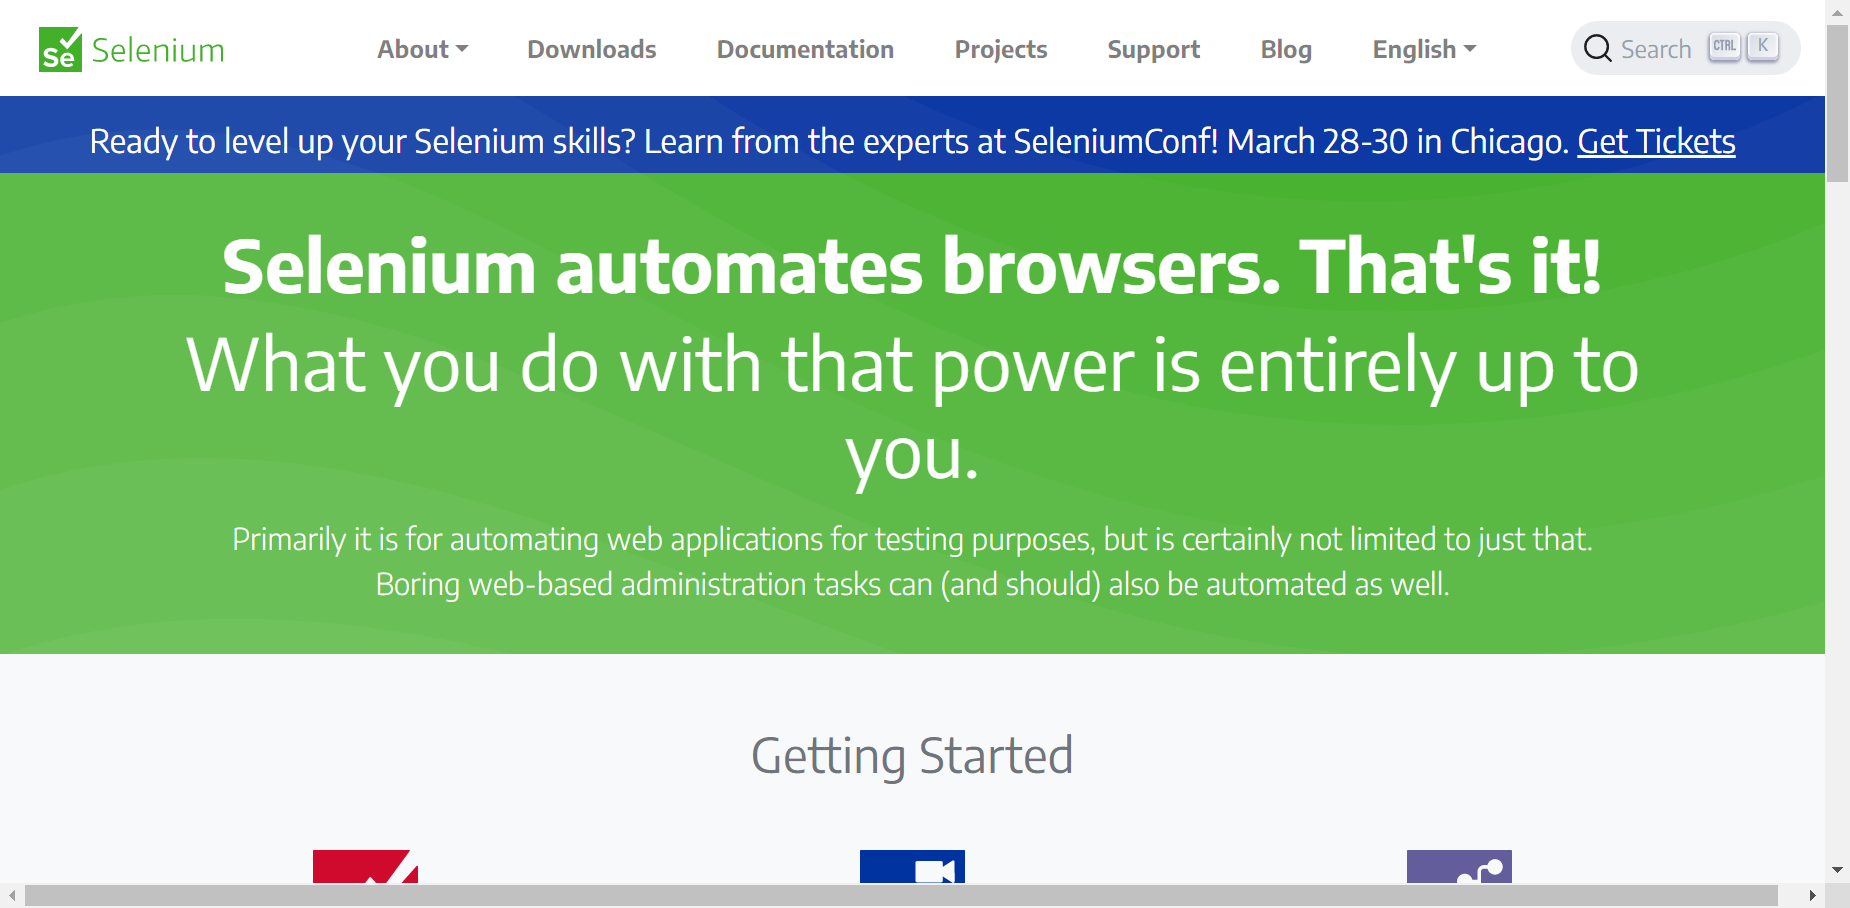 Se Selenium
About Downloads Documentation Projects Support Blog English Search CTRL K
Ready to level up your Selenium skills? Learn from the experts at SeleniumConf! March 28-30 in Chicago. Get Tickets
Selenium automates browsers. That's it!
What you do with that power is entirely up to
you.
Primarily it is for automating web applications for testing purposes, but is certainly not limited to just that.
Boring web-based administration tasks can (and should) also be automated as well.
Getting Started